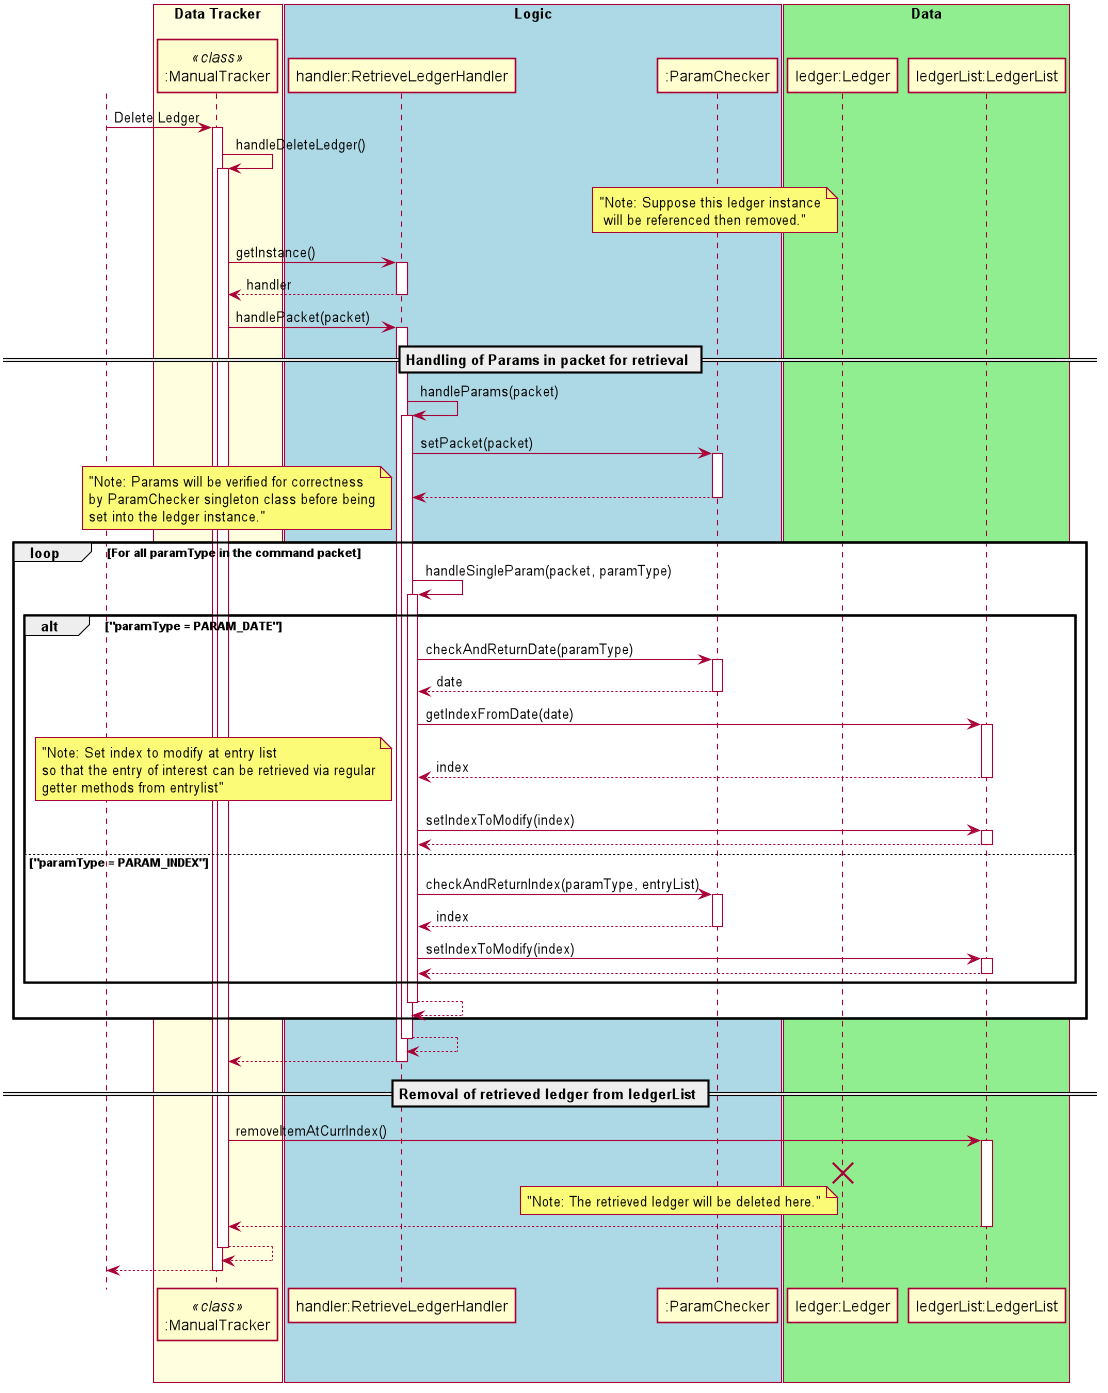 Data Tracker
Logic
Data
«class»
:ManualTracker
handler:RetrieveLedgerHandler
:ParamChecker
ledger:Ledger
ledgerList:LedgerList
Delete Ledger
handleDeleteLedger()
"Note: Suppose this ledger instance
will be referenced then removed."
getInstance()
handler
handlePacket(packet)
Handling of Params in packet for retrieval
handleParams(packet)
setPacket(packet)
"Note: Params will be verified for correctness
by ParamChecker singleton class before being
set into the ledger instance."
loop
[For all paramType in the command packet]
handleSingleParam(packet, paramType)
alt
["paramType = PARAM_DATE"]
checkAndReturnDate(paramType)
date
getIndexFromDate(date)
"Note: Set index to modify at entry list
so that the entry of interest can be retrieved via regular
getter methods from entrylist"
index
setIndexToModify(index)
["paramType = PARAM_INDEX"]
checkAndReturnIndex(paramType, entryList)
index
setIndexToModify(index)
Removal of retrieved ledger from ledgerList
removeItemAtCurrIndex()
"Note: The retrieved ledger will be deleted here."
«class»
:ManualTracker
handler:RetrieveLedgerHandler
:ParamChecker
ledger:Ledger
ledgerList:LedgerList